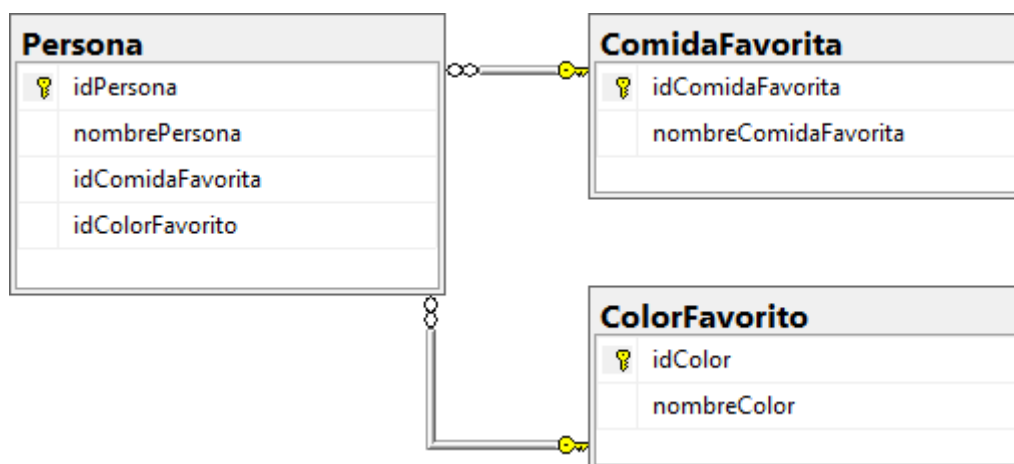 Persona
idPersona
nombrePersona
idComidaFavorita
idColorFavorito
ComidaFavorita
idComidaFavorita
nombreComidaFavorita
ColorFavorito
idColor
nombreColor